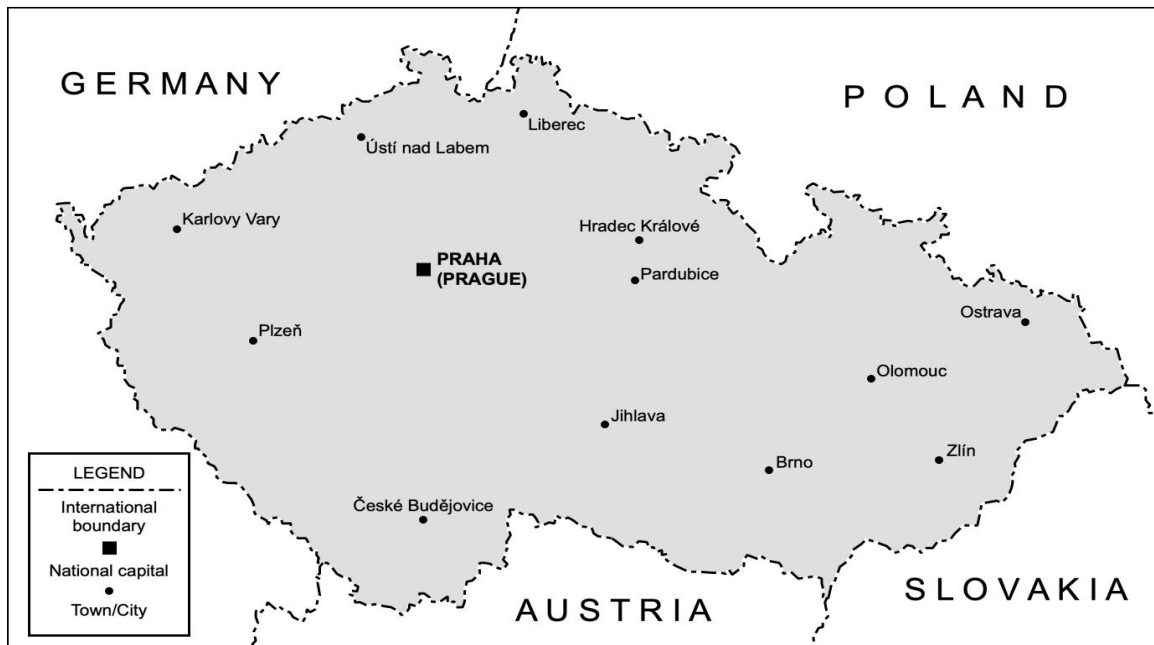 GERMANY
POLAND
Liberec
Ústí nad Labem
Karlovy Vary
Hradec Králové
PRAHA
(PRAGUE)
Pardubice
Ostrava
Plzeň
Olomouc
Jihlava
Zlín
Brno
České Budějovice
SLOVAKIA
AUSTRIA
LEGEND
International
boundary
National capital
Town/City